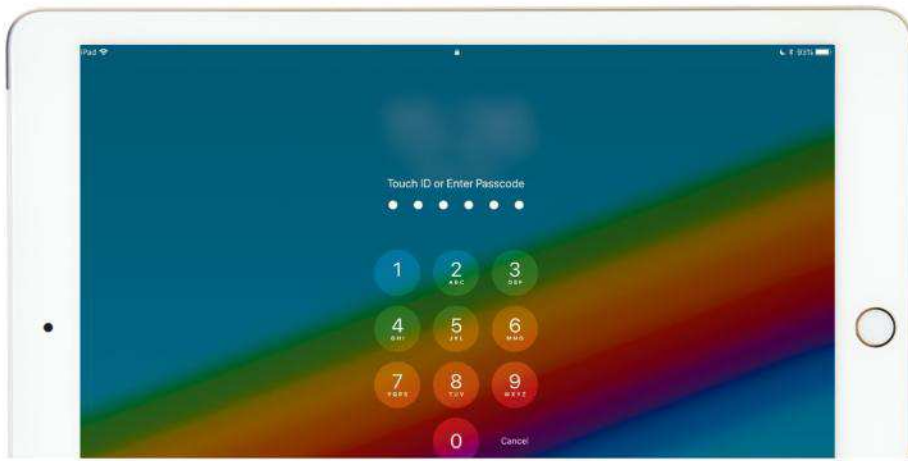 iPad
93%
Touch ID or Enter Passcode
1
2
ABC
3
DEF
4
GHI
5
JKL
6
MNO
7
PQRS
8
TUV
9
WXYZ
0
Cancel